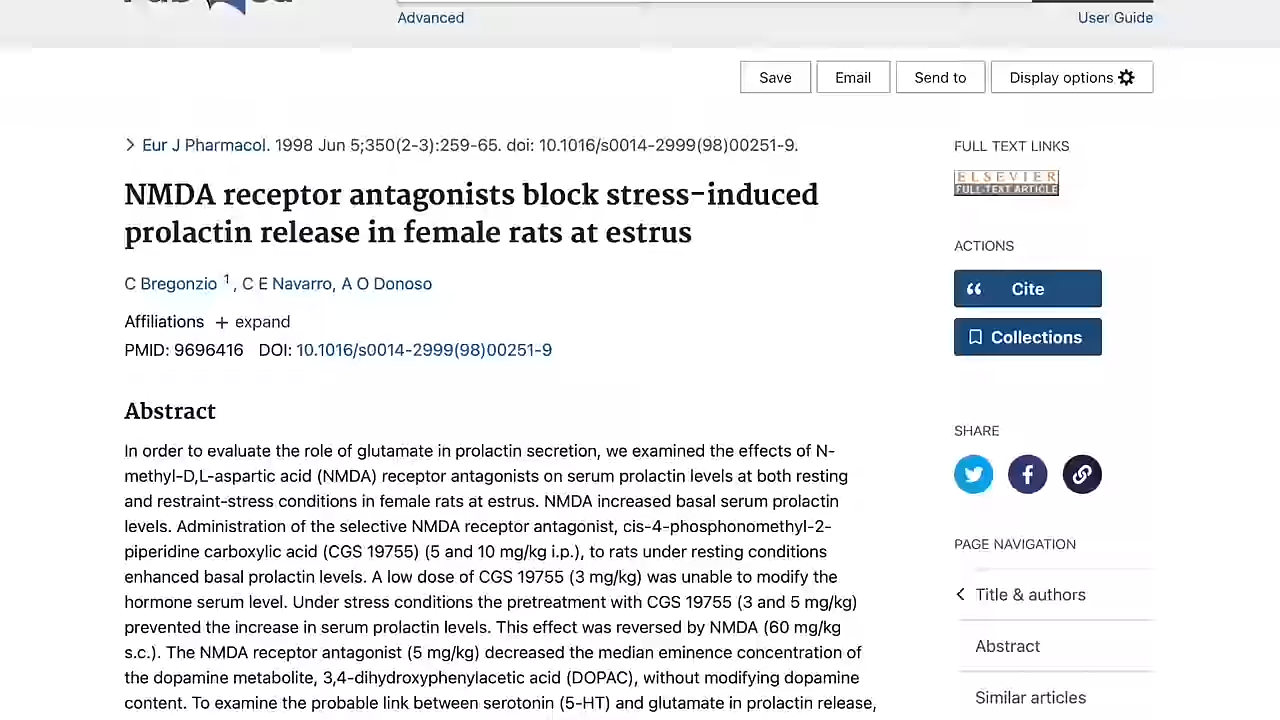 Advanced
User Guide
Save
Email
Send to
Display options
Eur J Pharmacol. 1998 Jun 5;350(2-3):259-65. doi: 10.1016/s0014-2999(98)00251-9.
NMDA receptor antagonists block stress-induced
prolactin release in female rats at estrus
C Bregonzio 1, C E Navarro, A O Donoso
Affiliations + expand
PMID: 9696416 DOI: 10.1016/s0014-2999(98)00251-9
Abstract
In order to evaluate the role of glutamate in prolactin secretion, we examined the effects of N-
methyl-D,L-aspartic acid (NMDA) receptor antagonists on serum prolactin levels at both resting
and restraint-stress conditions in female rats at estrus. NMDA increased basal serum prolactin
levels. Administration of the selective NMDA receptor antagonist, cis-4-phosphonomethyl-2-
piperidine carboxylic acid (CGS 19755) (5 and 10 mg/kg i.p.), to rats under resting conditions
enhanced basal prolactin levels. A low dose of CGS 19755 (3 mg/kg) was unable to modify the
hormone serum level. Under stress conditions the pretreatment with CGS 19755 (3 and 5 mg/kg)
prevented the increase in serum prolactin levels. This effect was reversed by NMDA (60 mg/kg
s.c.). The NMDA receptor antagonist (5 mg/kg) decreased the median eminence concentration of
the dopamine metabolite, 3,4-dihydroxyphenylacetic acid (DOPAC), without modifying dopamine
content. To examine the probable link between serotonin (5-HT) and glutamate in prolactin release,
FULL TEXT LINKS
ELSEVIER
FULL-TEXT ARTICLE
ACTIONS
Cite
Collections
SHARE
PAGE NAVIGATION
Title & authors
Abstract
Similar articles